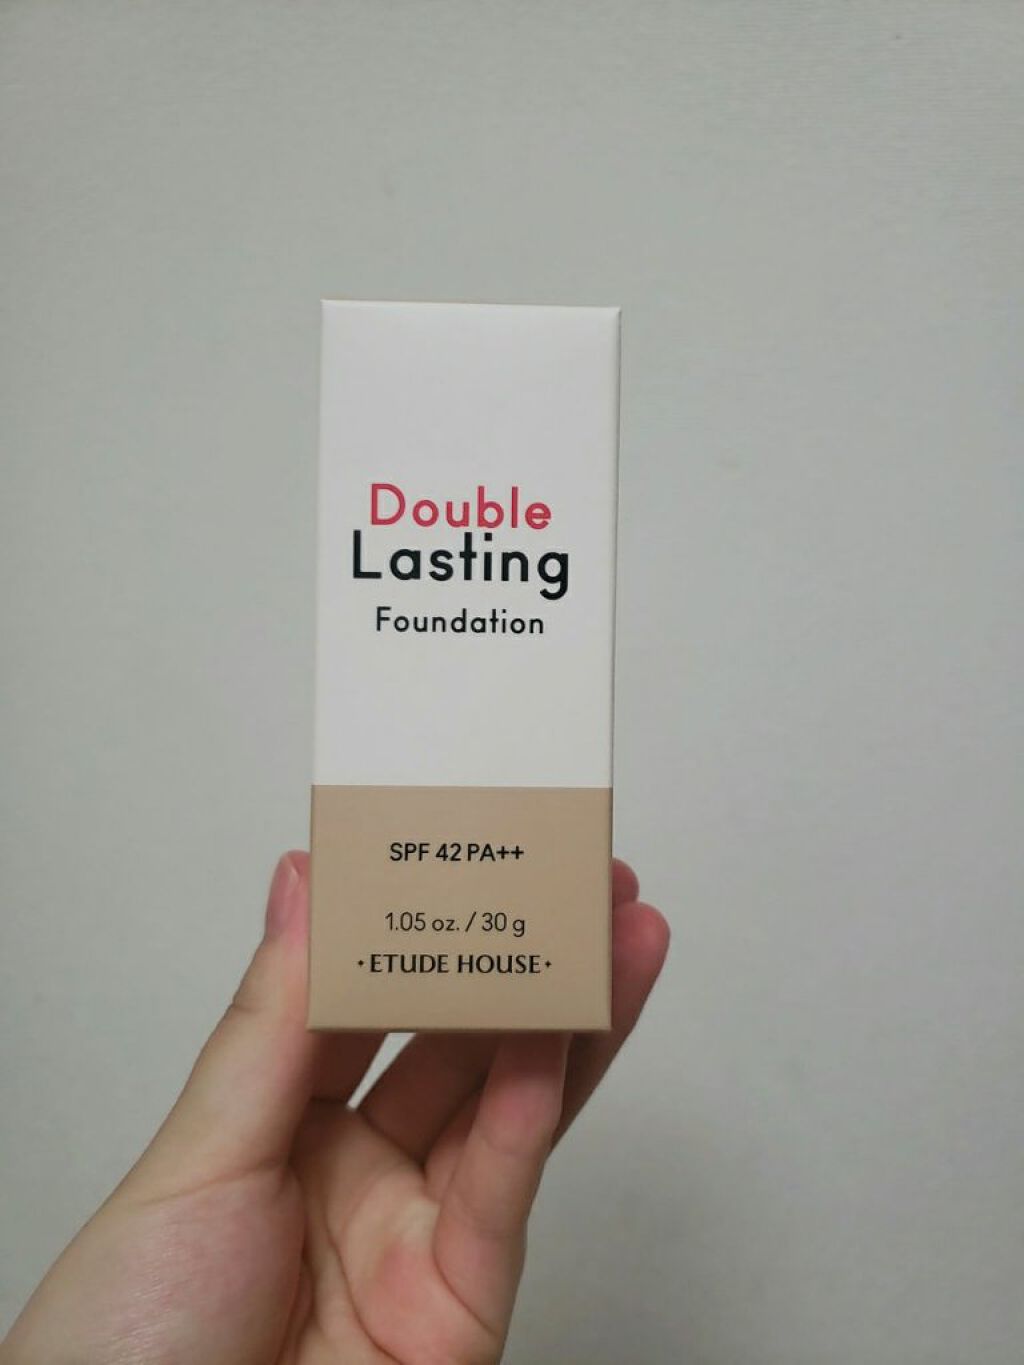 Double
Lasting
Foundation
SPF 42 PA++
1.05 oz. / 30 g
ETUDE HOUSE